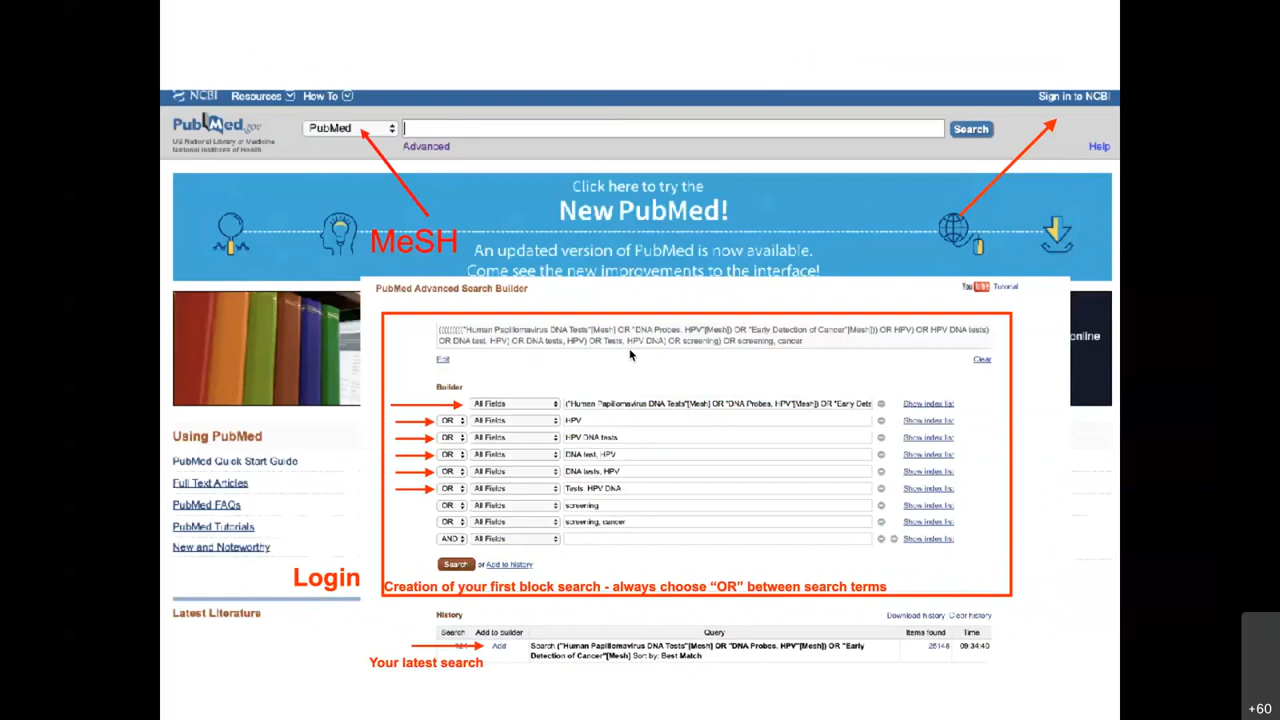 NCBI Resources How To Sign in to NCBI
PubMed.gov
US National Library of Medicine
National Institutes of Health
PubMed
Search
Advanced
Help
Click here to try the
New PubMed!
MeSH
An updated version of PubMed is now available.
Come see the new improvements to the interface!
PubMed Advanced Search Builder
YouTube Tutorial
online
((((((((("Human Papillomavirus DNA Tests"[Mesh] OR "DNA Probes, HPV"[Mesh]) OR "Early Detection of Cancer"[Mesh])) OR HPV) OR HPV DNA tests)
OR DNA test, HPV) OR DNA tests, HPV) OR Tests, HPV DNA) OR screening) OR screening, cancer
Edit Clear
Builder
All Fields ("Human Papillomavirus DNA Tests"[Mesh] OR "DNA Probes, HPV"[Mesh]) OR "Early Dete Show index list
OR All Fields HPV Show index list
OR All Fields HPV DNA tests Show index list
OR All Fields DNA test, HPV Show index list
OR All Fields DNA tests, HPV Show index list
OR All Fields Tests, HPV DNA Show index list
OR All Fields screening Show index list
OR All Fields screening, cancer Show index list
AND All Fields Show index list
Search or Add to history
Using PubMed
PubMed Quick Start Guide
Full Text Articles
PubMed FAQs
PubMed Tutorials
New and Noteworthy
Login
Creation of your first block search - always choose “OR” between search terms
Latest Literature
History Download history Clear history
Search Add to builder Query Items found Time
Add Search ("Human Papillomavirus DNA Tests"[Mesh] OR "DNA Probes, HPV"[Mesh]) OR "Early 26148 09:34:40
Detection of Cancer"[Mesh] Sort by: Best Match
Your latest search
+60